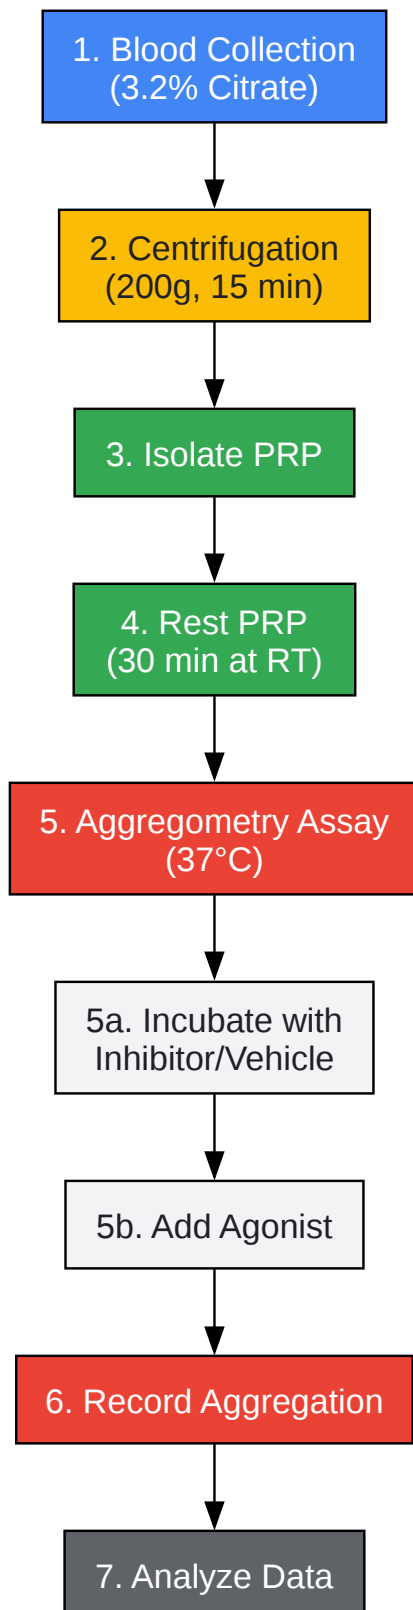 1. Blood Collection
(3.2% Citrate)
2. Centrifugation
(200g, 15 min)
3. Isolate PRP
4. Rest PRP
(30 min at RT)
5. Aggregometry Assay
(37°C)
5a. Incubate with
Inhibitor/Vehicle
5b. Add Agonist
6. Record Aggregation
7. Analyze Data